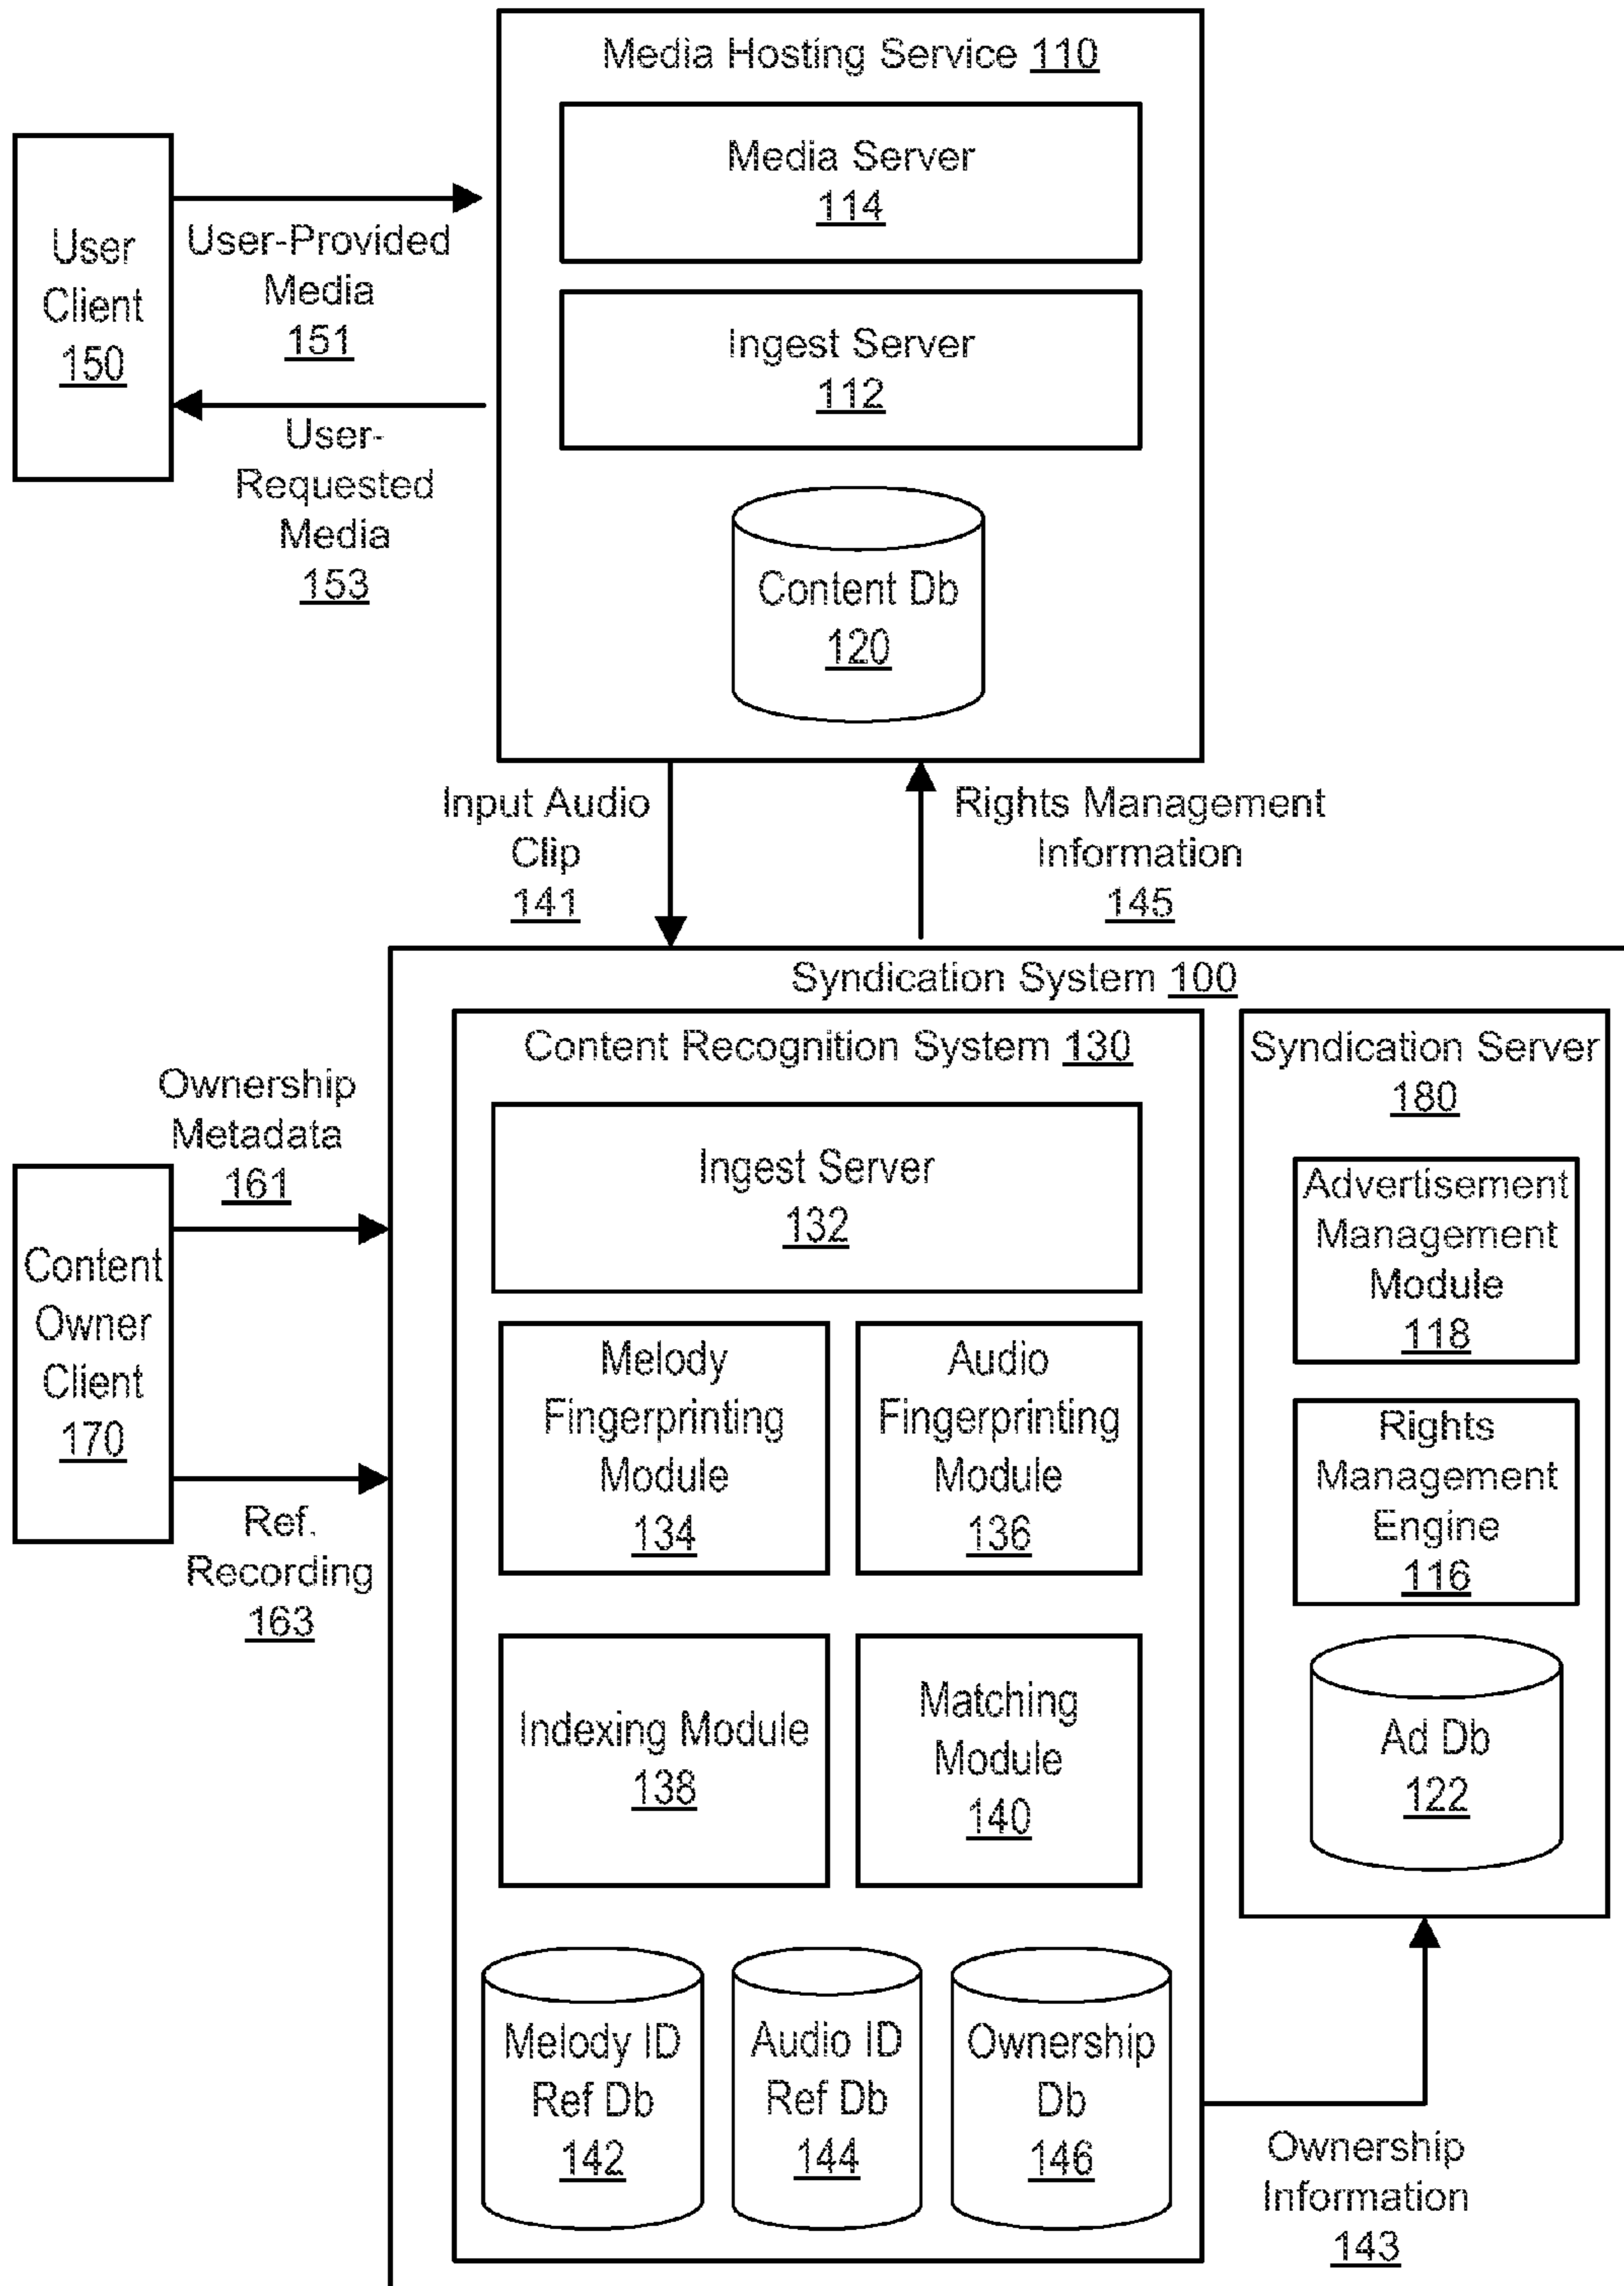 Media Hosting Service 110
Media Server
114
Ingest Server
112
Content Db
120
User
Client
150
User-Provided
Media
151
User-
Requested
Media
153
Input Audio
Clip
141
Rights Management
Information
145
Syndication System 100
Content Recognition System 130
Ingest Server
132
Melody
Fingerprinting
Module
134
Audio
Fingerprinting
Module
136
Indexing Module
138
Matching
Module
140
Melody ID
Ref Db
142
Audio ID
Ref Db
144
Ownership
Db
146
Syndication Server
180
Advertisement
Management
Module
118
Rights
Management
Engine
116
Ad Db
122
Ownership
Metadata
161
Content
Owner
Client
170
Ref.
Recording
163
Ownership
Information
143